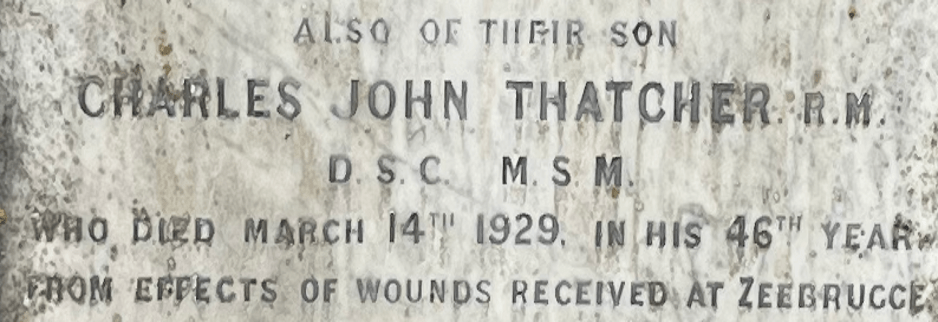 ALSO OF THEIR SON
CHARLES JOHN THATCHER. R.M.
D. S. C. M. S. M.
WHO DIED MARCH 14TH 1929. IN HIS 46TH YEAR.
FROM EFFECTS OF WOUNDS RECEIVED AT ZEEBRUGGE